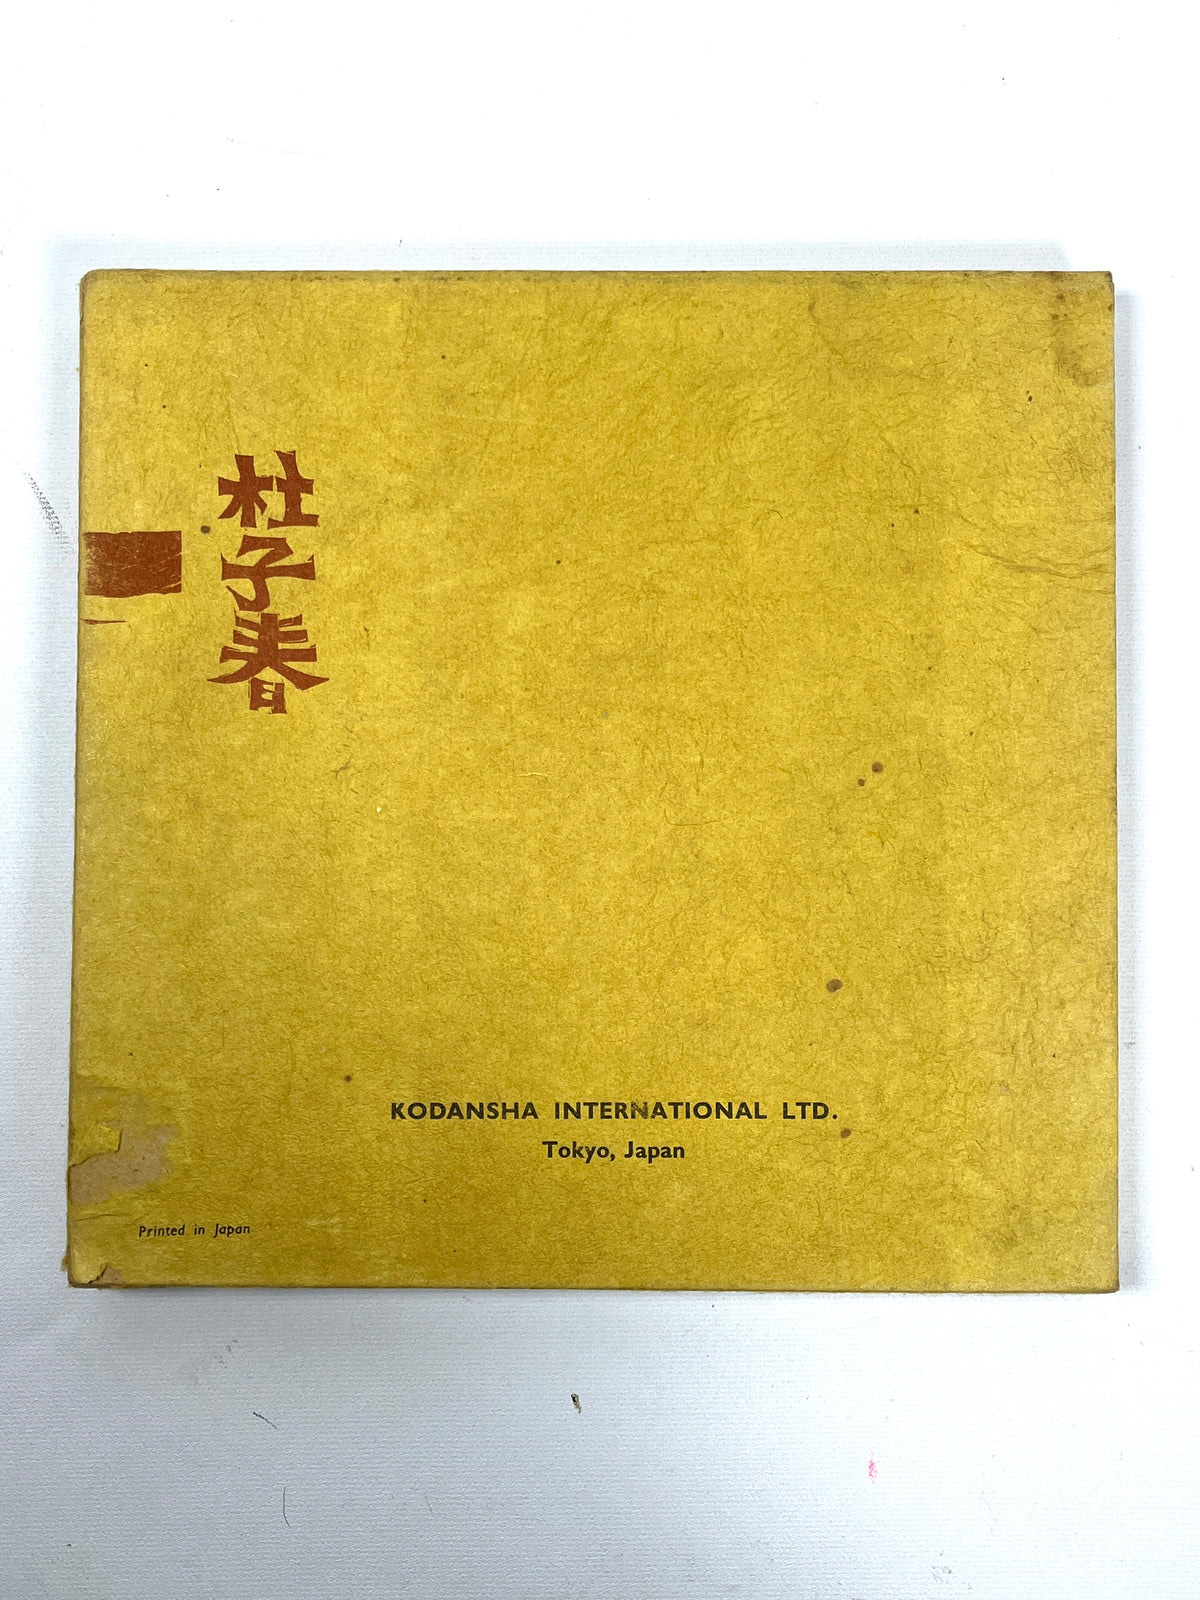 杜子春
KODANSHA INTERNATIONAL LTD.
Tokyo, Japan
Printed in Japan